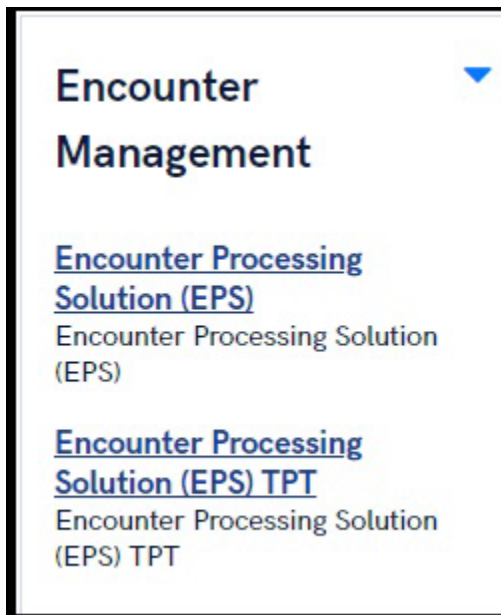 Encounter
Management
Encounter Processing
Solution (EPS)
Encounter Processing Solution
(EPS)
Encounter Processing
Solution (EPS) TPT
Encounter Processing Solution
(EPS) TPT